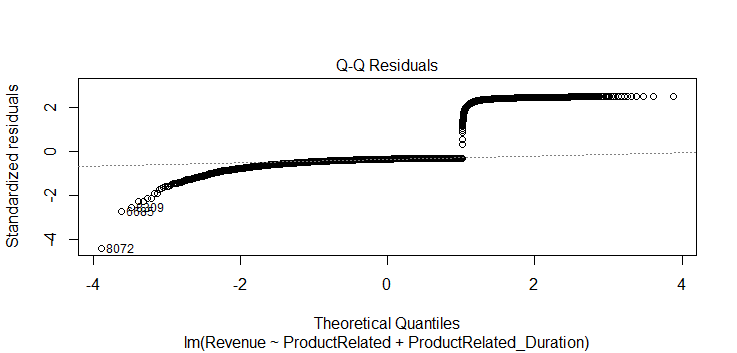 Q-Q Residuals
Standardized residuals
2
0
-2
-4
6685
8072
-4
-2
0
2
4
Theoretical Quantiles
lm(Revenue ~ ProductRelated + ProductRelated_Duration)